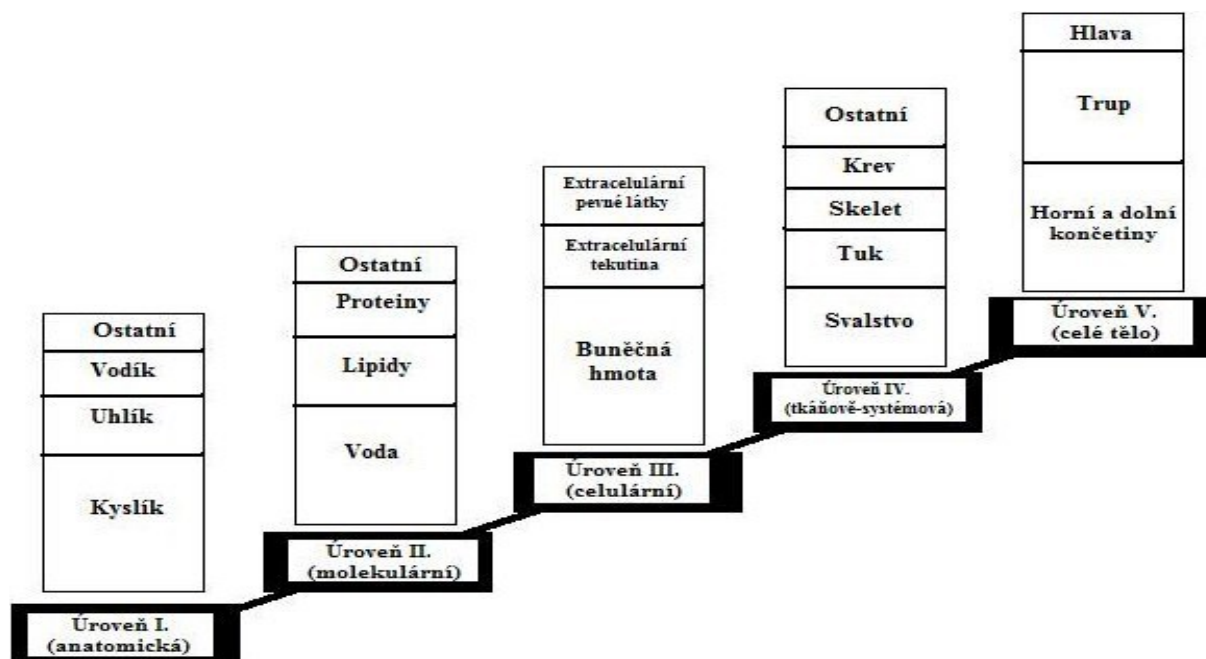 Ostatní
Vodík
Uhlík
Kyslík
Úroveň I.
(anatomická)
Ostatní
Proteiny
Lipidy
Voda
Úroveň II.
(molekulární)
Extracelulární
pevné látky
Extracelulární
tekutina
Buněčná
hmota
Úroveň III.
(celulární)
Ostatní
Krev
Skelet
Tuk
Svalstvo
Úroveň IV.
(tkáňově-systémová)
Hlava
Trup
Horní a dolní
končetiny
Úroveň V.
(celé tělo)